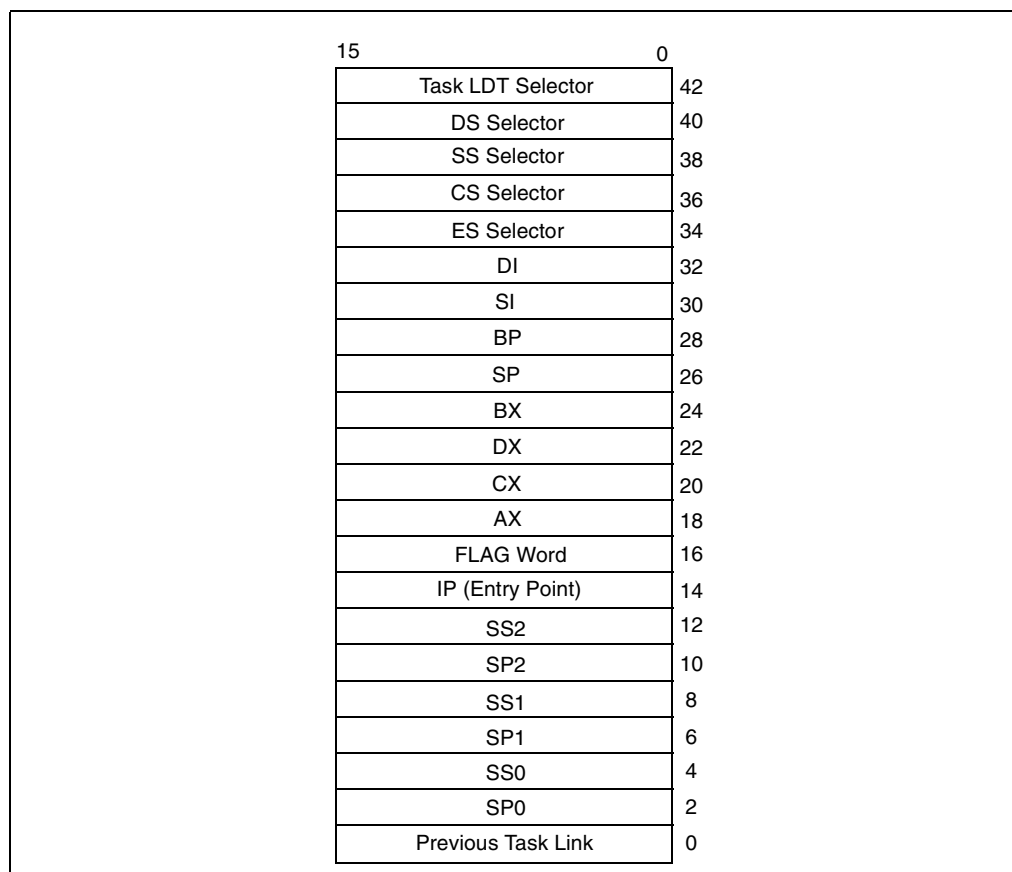 15 0
Task LDT Selector 42
DS Selector 40
SS Selector 38
CS Selector 36
ES Selector 34
DI 32
SI 30
BP 28
SP 26
BX 24
DX 22
CX 20
AX 18
FLAG Word 16
IP (Entry Point) 14
SS2 12
SP2 10
SS1 8
SP1 6
SS0 4
SP0 2
Previous Task Link 0